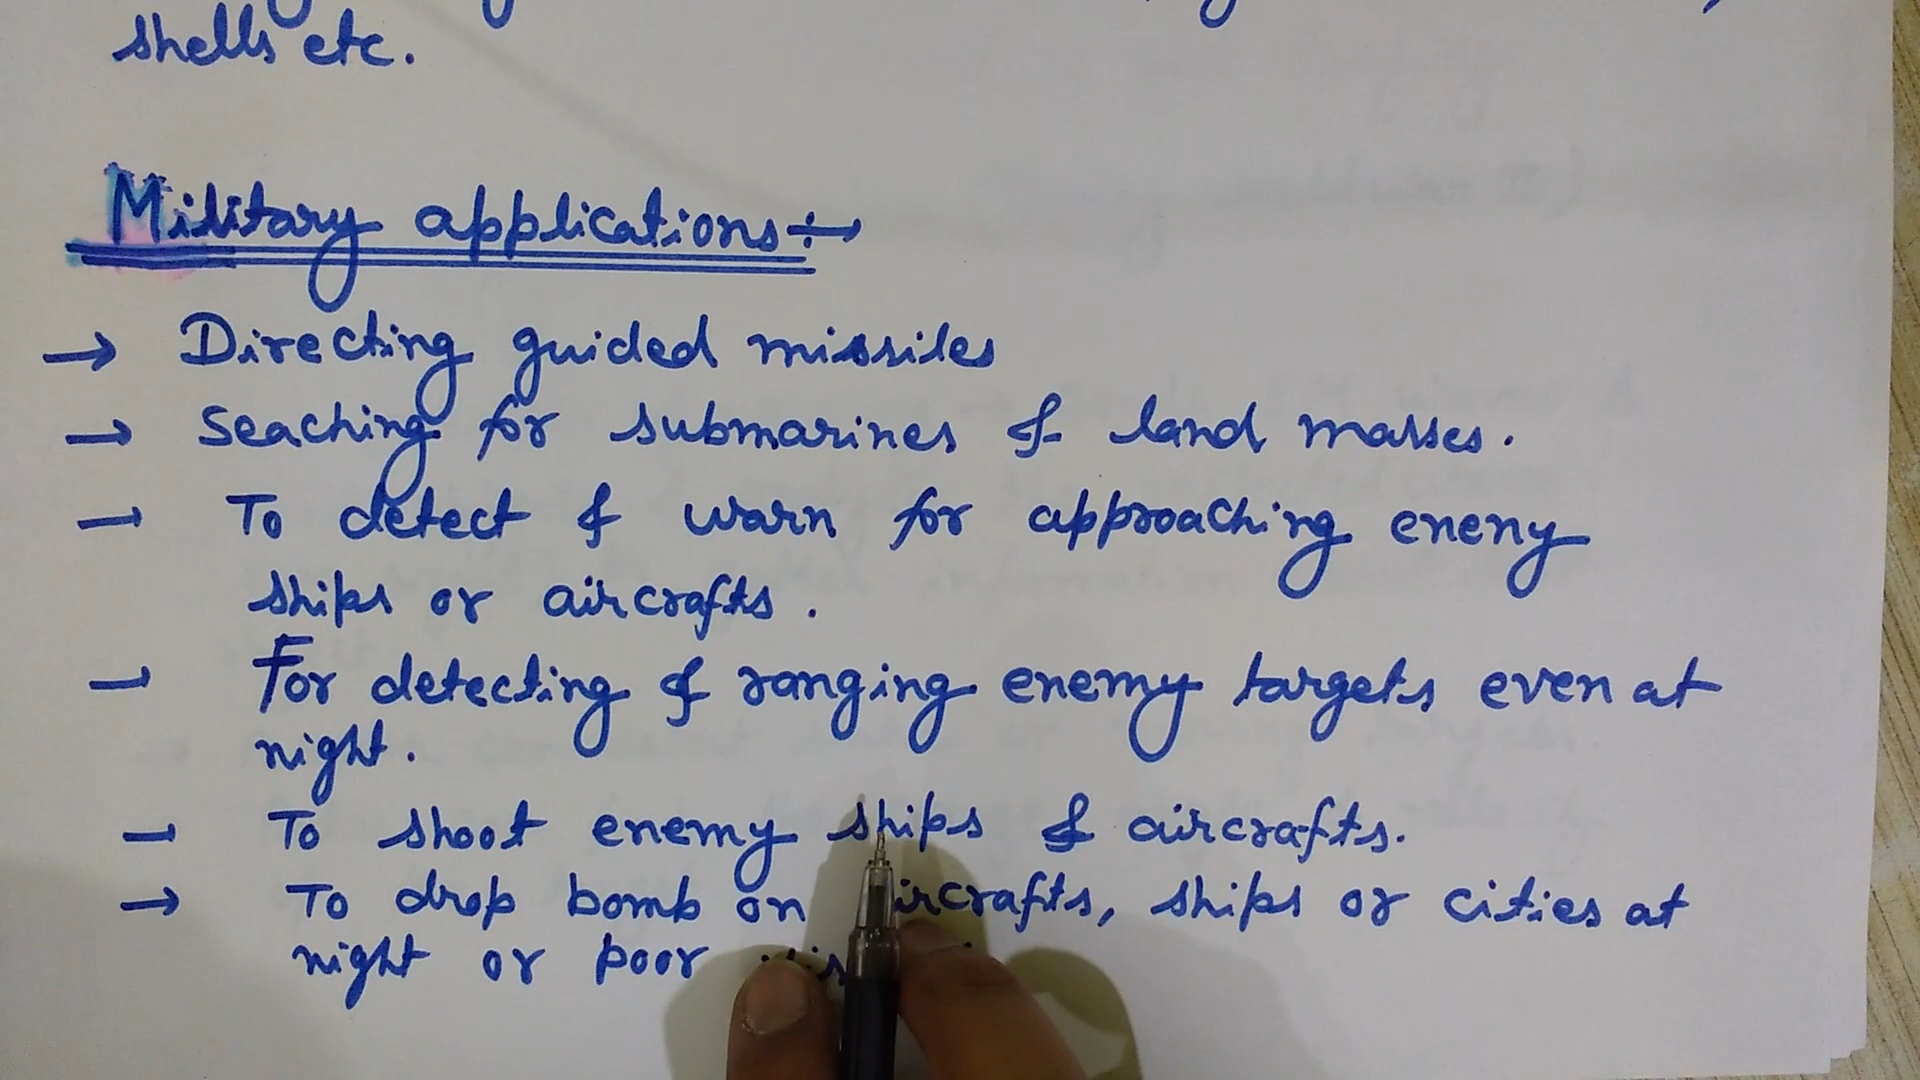 shells etc.
Military applications:→
→ Directing guided missiles
→ Seaching for submarines & land masses.
→ To detect & warn for approaching eneny
ships or aircrafts.
→ For detecting & ranging enemy targets even at
night.
→ To shoot enemy ships & aircrafts.
→ To drop bomb on aircrafts, ships or cities at
night or poor